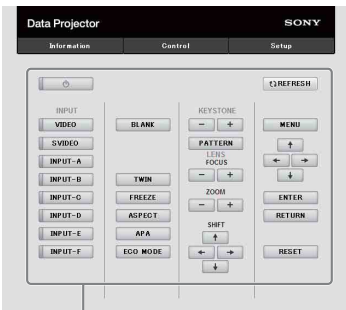 Data Projector SONY
Information Control Setup
REFRESH
INPUT KEYSTONE
VIDEO BLANK - + MENU
SVIDEO PATTERN
LENS
INPUT-A FOCUS
INPUT-B TWIN - +
INPUT-C FREEZE ZOOM ENTER
- +
INPUT-D ASPECT RETURN
SHIFT
INPUT-E APA
INPUT-F ECO MODE RESET